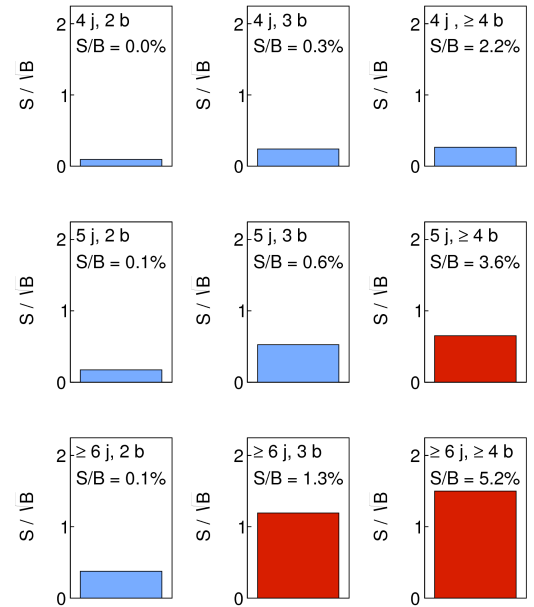 4 j, 2 b
S/B = 0.0%
S / √B
2
1
0
4 j, 3 b
S/B = 0.3%
S / √B
2
1
0
4 j , ≥ 4 b
S/B = 2.2%
S / √B
2
1
0
5 j, 2 b
S/B = 0.1%
S / √B
2
1
0
5 j, 3 b
S/B = 0.6%
S / √B
2
1
0
5 j, ≥ 4 b
S/B = 3.6%
S / √B
2
1
0
≥ 6 j, 2 b
S/B = 0.1%
S / √B
2
1
0
≥ 6 j, 3 b
S/B = 1.3%
S / √B
2
1
0
≥ 6 j, ≥ 4 b
S/B = 5.2%
S / √B
2
1
0